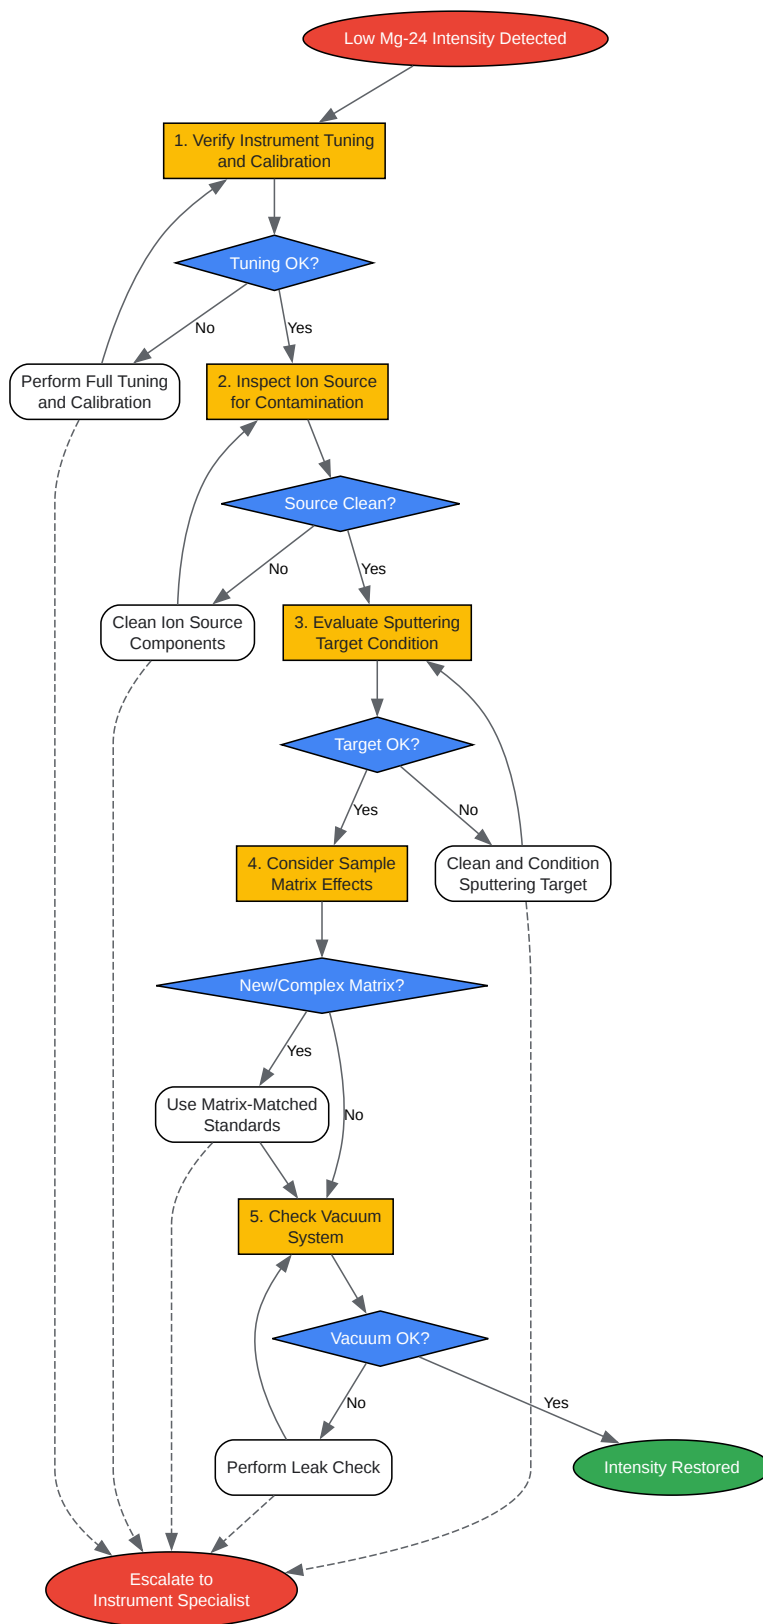 Low Mg-24 Intensity Detected
1. Verify Instrument Tuning
and Calibration
Tuning OK?
No
Yes
Perform Full Tuning
and Calibration
2. Inspect Ion Source
for Contamination
Source Clean?
No
Yes
Clean Ion Source
Components
3. Evaluate Sputtering
Target Condition
Target OK?
Yes
No
4. Consider Sample
Matrix Effects
Clean and Condition
Sputtering Target
New/Complex Matrix?
Yes
Use Matrix-Matched
Standards
No
5. Check Vacuum
System
Vacuum OK?
No
Yes
Perform Leak Check
Intensity Restored
Escalate to
Instrument Specialist